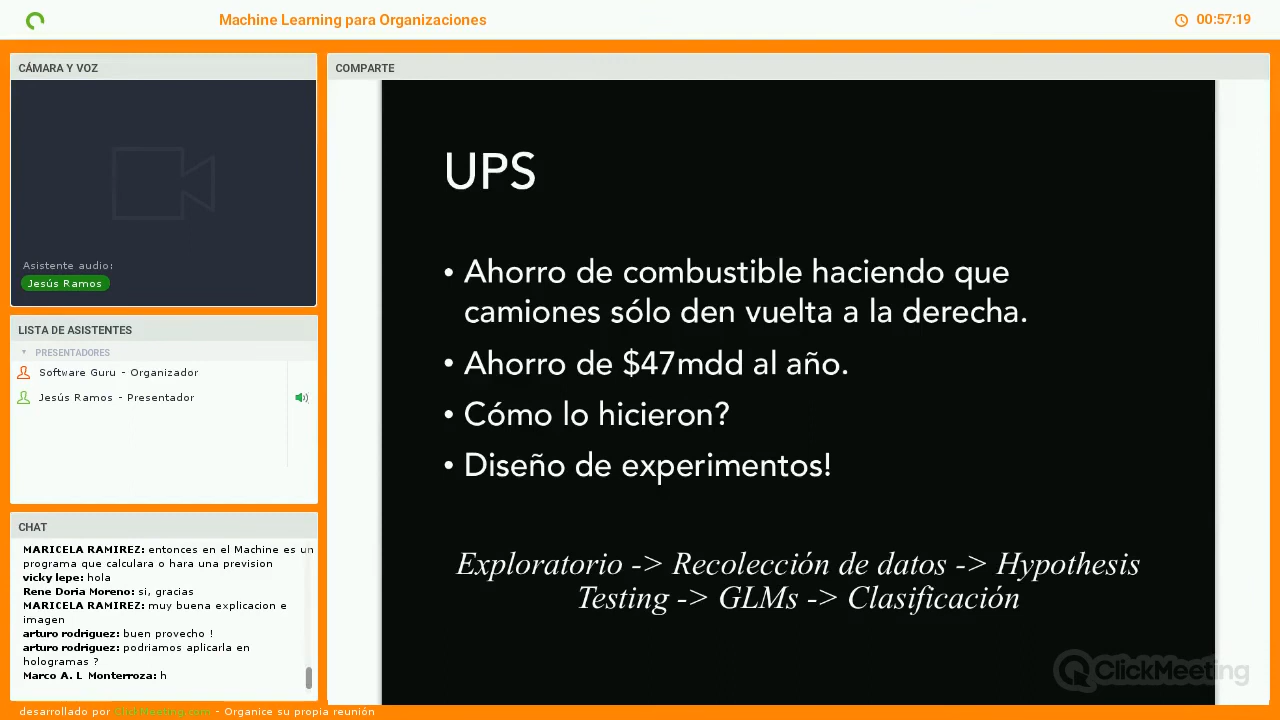 Machine Learning para Organizaciones
00:57:19
CÁMARA Y VOZ
Asistente audio:
Jesús Ramos
LISTA DE ASISTENTES
PRESENTADORES
Software Guru - Organizador
Jesús Ramos - Presentador
CHAT
MARICELA RAMIREZ: entonces en el Machine es un
programa que calculara o hara una prevision
vicky lepe: hola
Rene Doria Moreno: si, gracias
MARICELA RAMIREZ: muy buena explicacion e
imagen
arturo rodriguez: buen provecho !
arturo rodriguez: podriamos aplicarla en
hologramas ?
Marco A. L Monterroza: h
COMPARTE
UPS
• Ahorro de combustible haciendo que
camiones sólo den vuelta a la derecha.
• Ahorro de $47mdd al año.
• Cómo lo hicieron?
• Diseño de experimentos!
Exploratorio -> Recolección de datos -> Hypothesis
Testing -> GLMs -> Clasificación
ClickMeeting
desarrollado por ClickMeeting.com - Organice su propia reunión